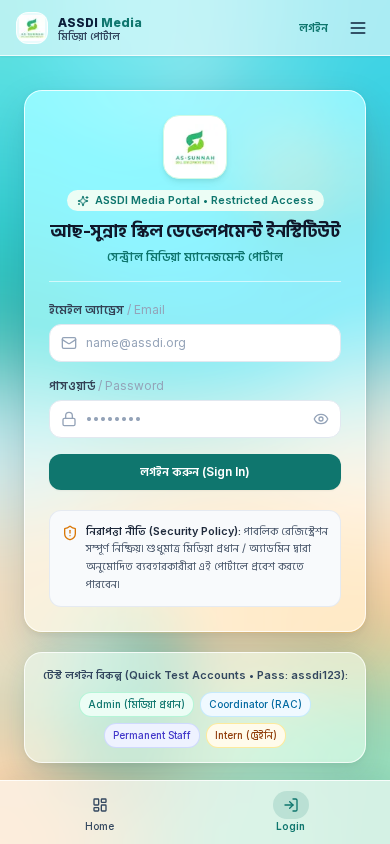 ASSDI Media
মিডিয়া পোর্টাল
লগইন
AS-SUNNAH
ASSDI Media Portal • Restricted Access
আছ-সুন্নাহ স্কিল ডেভেলপমেন্ট ইনস্টিটিউট
সেন্ট্রাল মিডিয়া ম্যানেজমেন্ট পোর্টাল
ইমেইল অ্যাড্রেস / Email
name@assdi.org
পাসওয়ার্ড / Password
••••••••
লগইন করুন (Sign In)
নিরাপত্তা নীতি (Security Policy): পাবলিক রেজিস্ট্রেশন
সম্পূর্ণ নিষ্ক্রিয়। শুধুমাত্র মিডিয়া প্রধান / অ্যাডমিন দ্বারা
অনুমোদিত ব্যবহারকারীরা এই পোর্টালে প্রবেশ করতে
পারবেন।
টেস্ট লগইন বিকল্প (Quick Test Accounts • Pass: assdi123):
Admin (মিডিয়া প্রধান)
Coordinator (RAC)
Permanent Staff
Intern (ট্রেইনি)
Home
Login